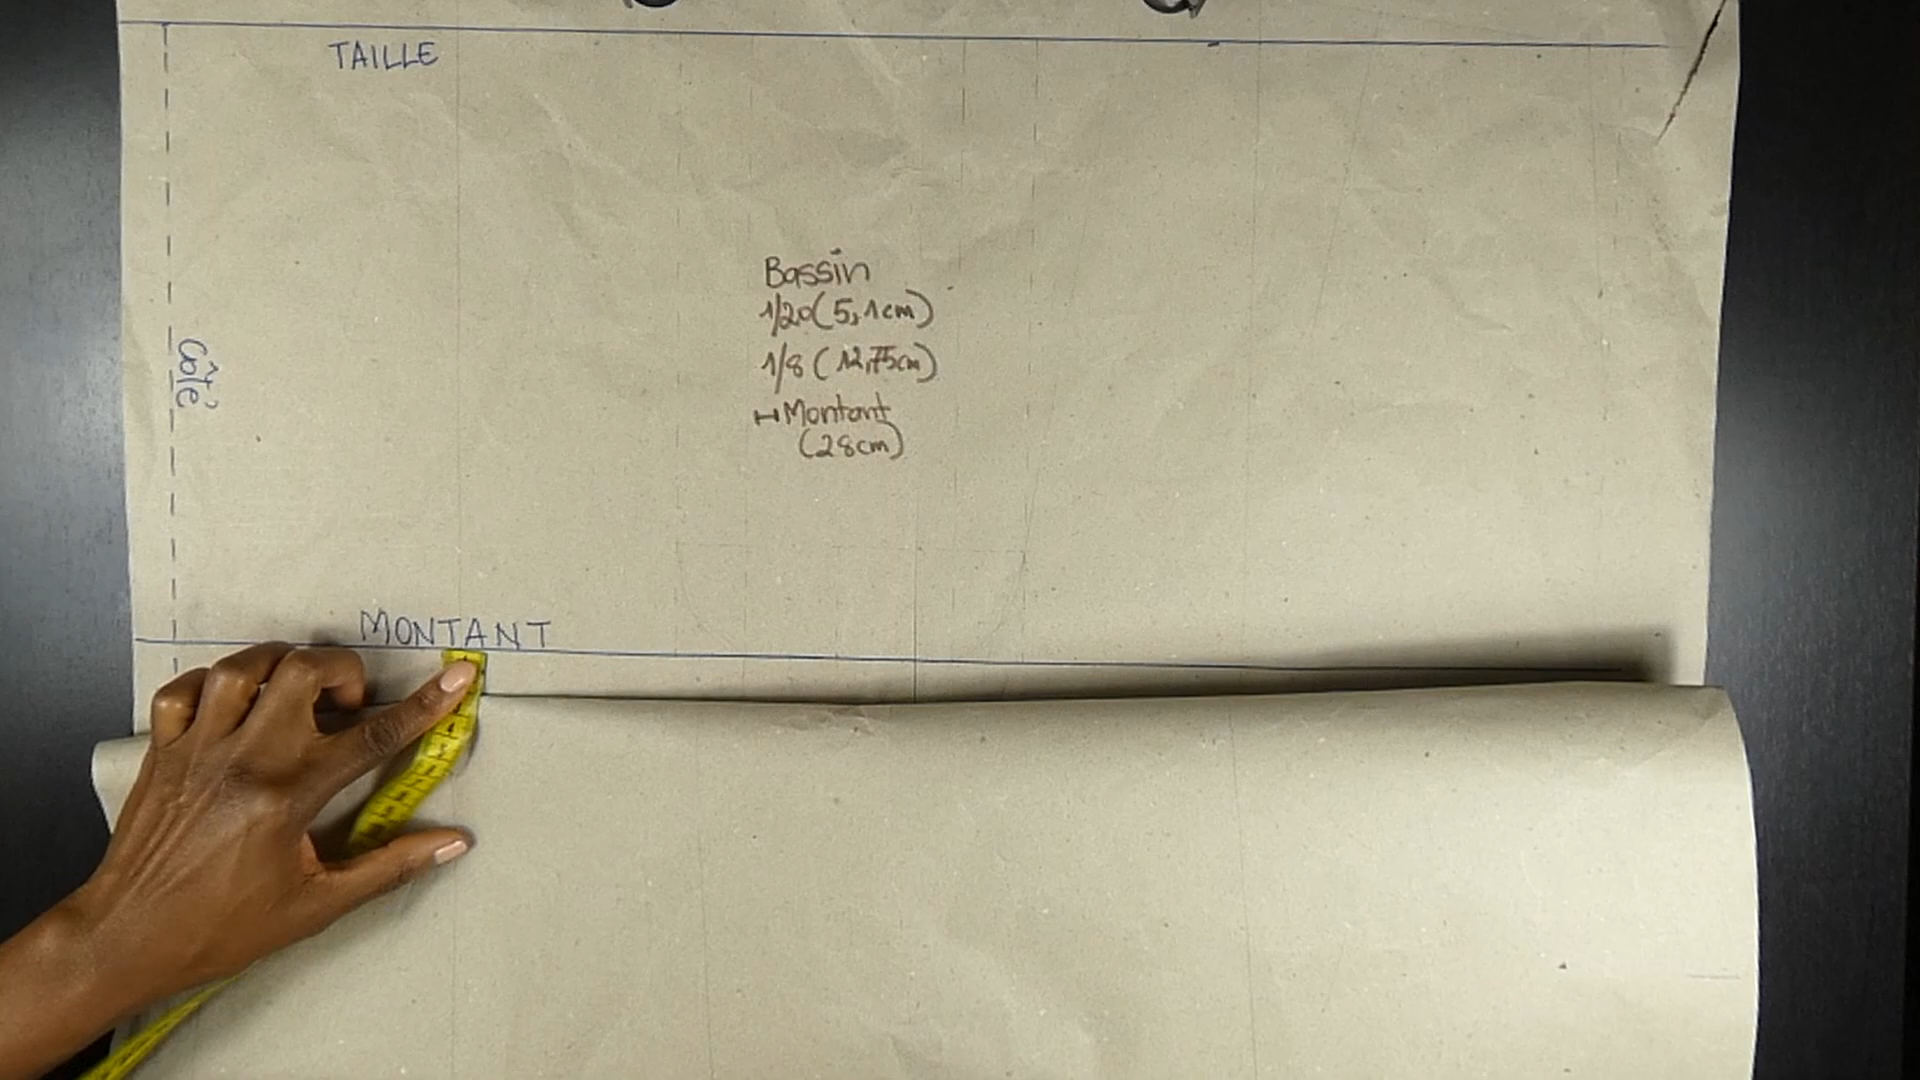 TAILLE
Bassin
1/20(5,1cm)
1/8 (12,75cm)
Côté
Montant
(28cm)
MONTANT